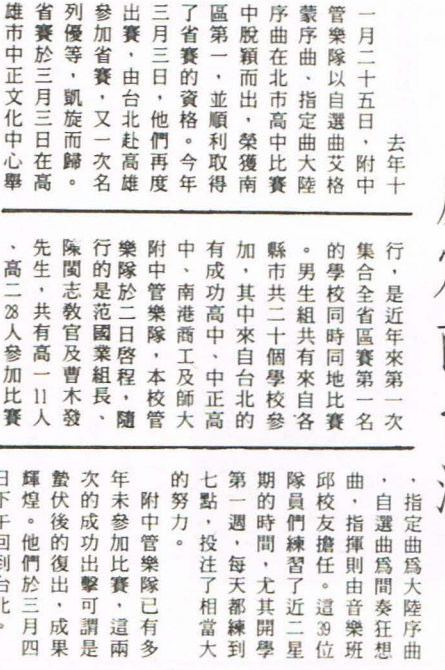 去年十
一月二十五日，附中
管樂隊以自選曲艾格
蒙序曲、指定曲大陸
序曲在北市高中比賽
中脫穎而出，榮獲南
區第一，並順利取得
了省賽的資格。今年
三月三日，他們再度
出賽，由台北赴高雄
參加省賽，又一次名
列優等，凱旋而歸。
省賽於三月三日在高
雄市中正文化中心舉
行，是近年來第一次
集合全省區賽第一名
的學校同時同地比賽
。男生組共有來自各
縣市共二十個學校參
加，其中來自台北的
有成功高中、中正高
中、南港商工及師大
附中管樂隊，本校管
樂隊於二日啓程，隨
行的是范國業組長、
陳閩志教官及曹木發
先生，共有高一11人
、高二28人參加比賽
，指定曲爲大陸序曲
，自選曲爲間奏狂想
曲，指揮則由音樂班
邱校友擔任。這39位
隊員們練習了近二星
期的時間，尤其開學
第一週，每天都練到
七點，投注了相當大
的努力。
附中管樂隊已有多
年未參加比賽，這兩
次的成功出擊可謂是
蟄伏後的復出，成果
輝煌。他們於三月四
日下午回到台北。